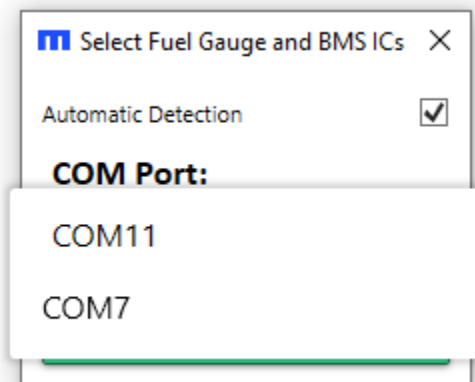 Select Fuel Gauge and BMS ICs
Automatic Detection
COM Port:
COM11
COM7